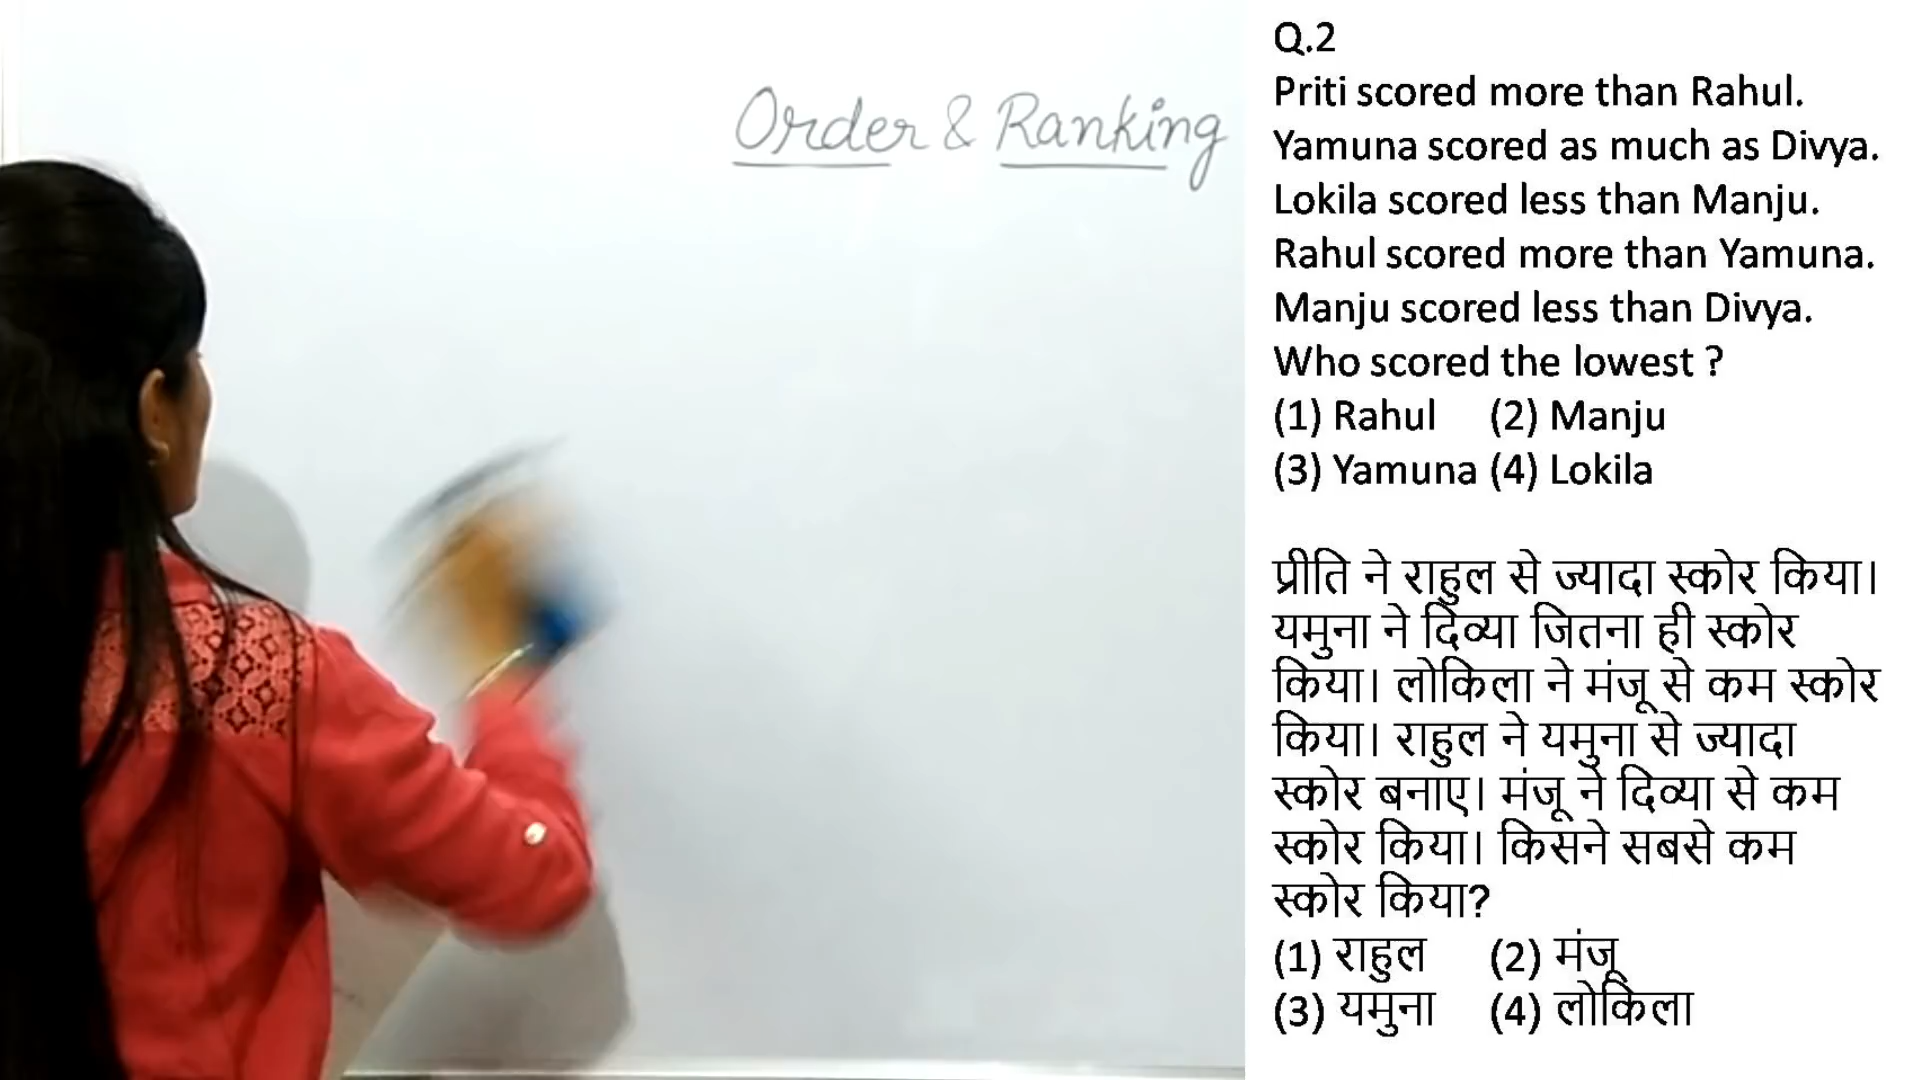 Order & Ranking
Q.2
Priti scored more than Rahul.
Yamuna scored as much as Divya.
Lokila scored less than Manju.
Rahul scored more than Yamuna.
Manju scored less than Divya.
Who scored the lowest ?
(1) Rahul (2) Manju
(3) Yamuna (4) Lokila
प्रीति ने राहुल से ज्यादा स्कोर किया।
यमुना ने दिव्या जितना ही स्कोर
किया। लोकिला ने मंजू से कम स्कोर
किया। राहुल ने यमुना से ज्यादा
स्कोर बनाए। मंजू ने दिव्या से कम
स्कोर किया। किसने सबसे कम
स्कोर किया?
(1) राहुल (2) मंजू
(3) यमुना (4) लोकिला